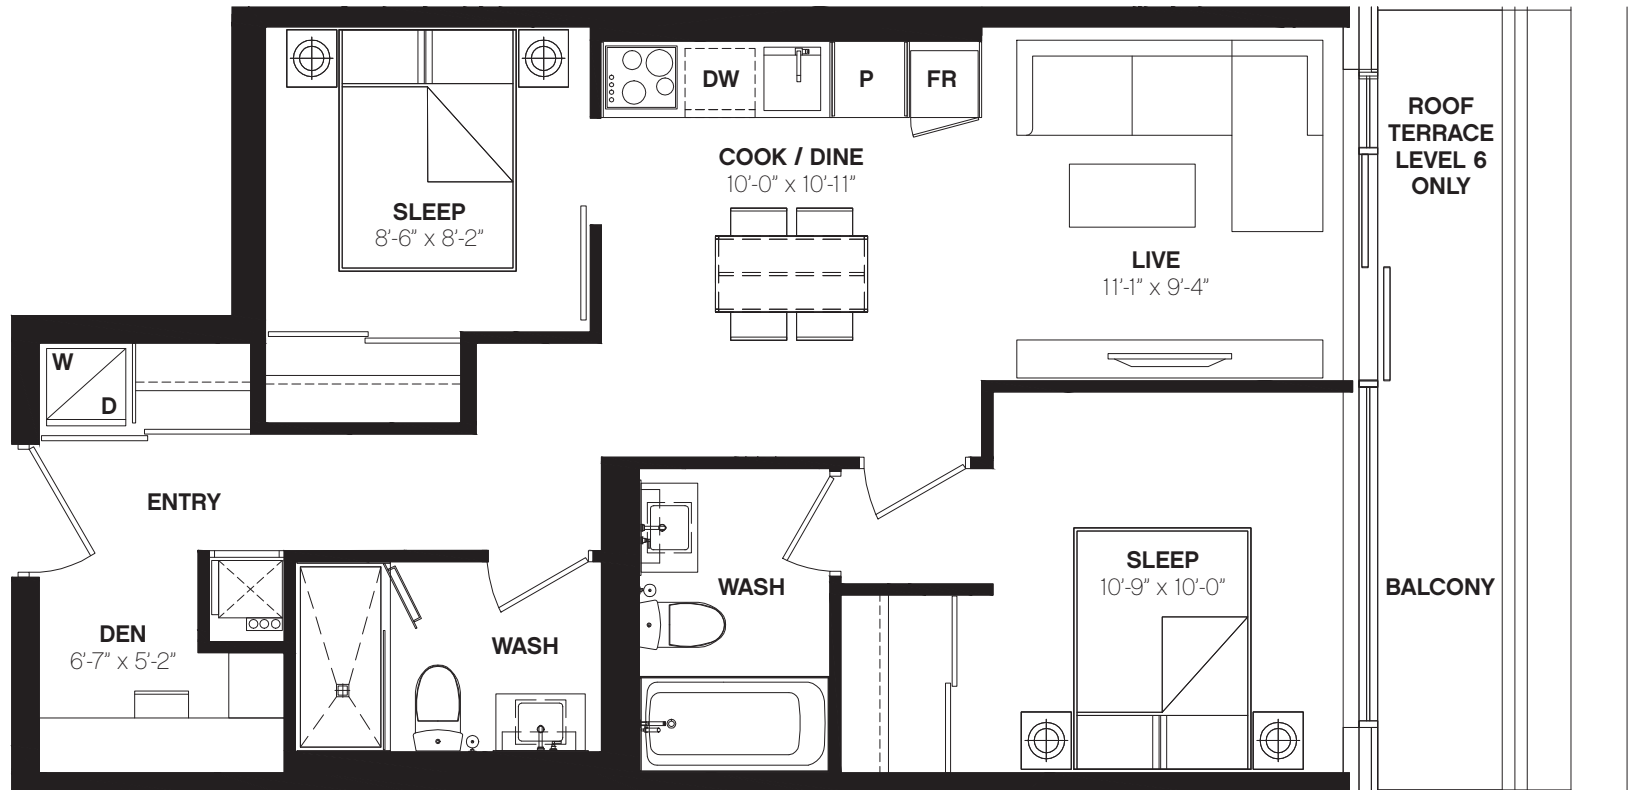 DW
P
FR
COOK / DINE
10'-0" x 10'-11"
SLEEP
8'-6" x 8'-2"
LIVE
11'-1" x 9'-4"
ROOF
TERRACE
LEVEL 6
ONLY
W
D
ENTRY
DEN
6'-7" x 5'-2"
WASH
WASH
SLEEP
10'-9" x 10'-0"
BALCONY